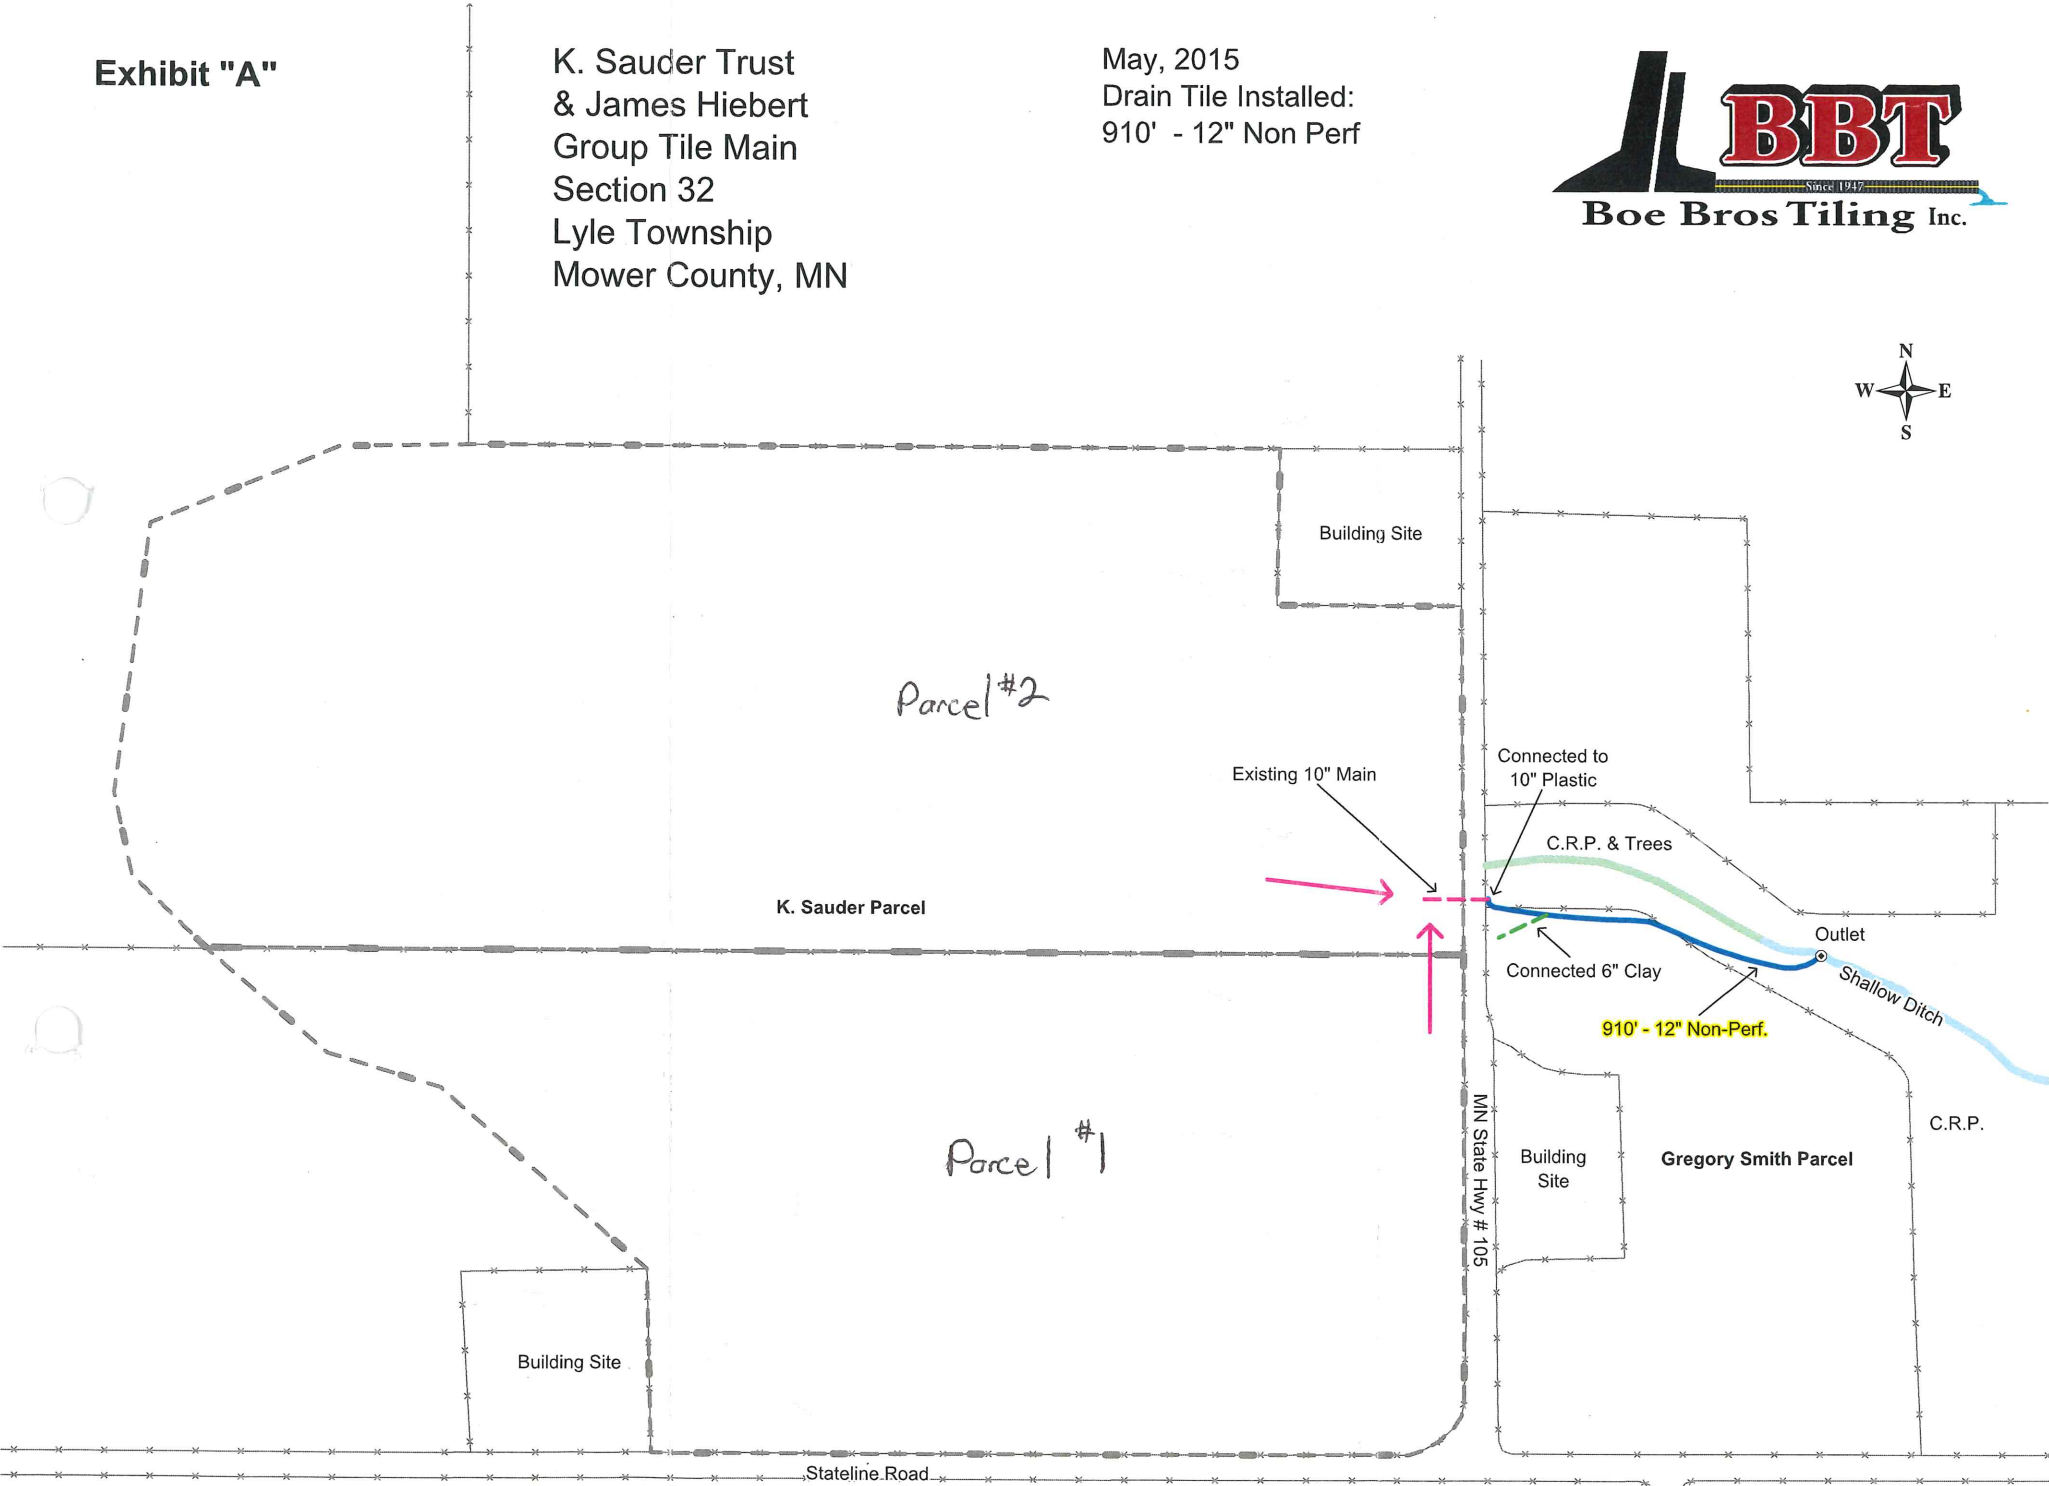 Exhibit "A"
K. Sauder Trust
& James Hiebert
Group Tile Main
Section 32
Lyle Township
Mower County, MN
May, 2015
Drain Tile Installed:
910' - 12" Non Perf
BBT
Since 1947
Boe Bros Tiling Inc.
N
W E
S
Building Site
Parcel #2
Existing 10" Main
Connected to
10" Plastic
C.R.P. & Trees
K. Sauder Parcel
Outlet
Shallow Ditch
Connected 6" Clay
910' - 12" Non-Perf.
MN State Hwy # 105
C.R.P.
Parcel #1
Building
Site
Gregory Smith Parcel
Building Site
Stateline Road